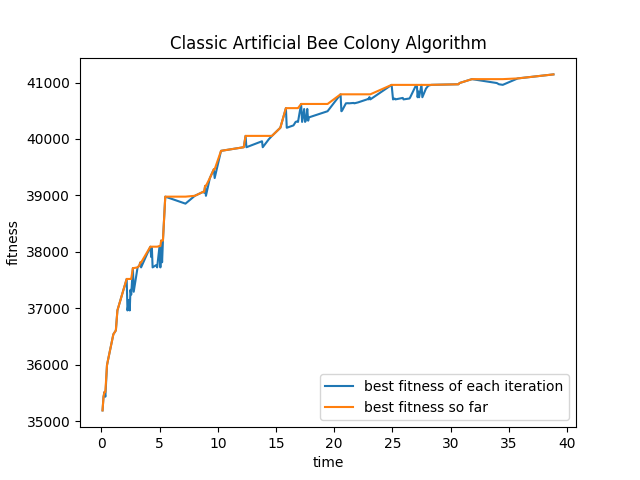 Classic Artificial Bee Colony Algorithm
41000
40000
39000
38000
37000
36000
35000
fitness
best fitness of each iteration
best fitness so far
0 5 10 15 20 25 30 35 40
time